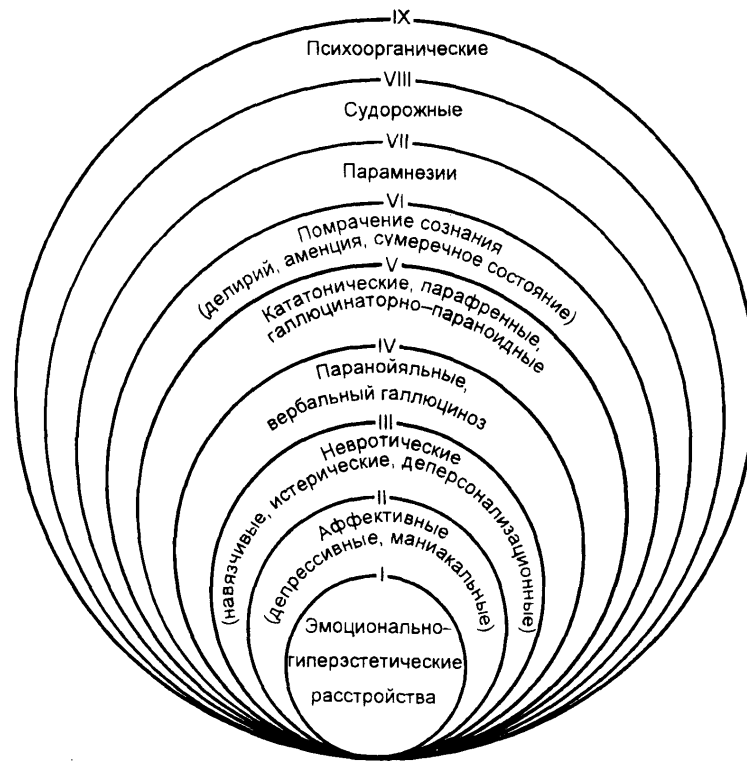 IX
Психоорганические
VIII
Судорожные
VII
Парамнезии
VI
Помрачение сознания
(делирий, аменция, сумеречное состояние)
V
Кататонические, парафренные,
галлюцинаторно–параноидные
IV
Паранойяльные,
вербальный галлюциноз
III
Невротические
(навязчивые, истерические, деперсонализационные)
II
Аффективные
(депрессивные, маниакальные)
I
Эмоционально–
гиперэстетические
расстройства